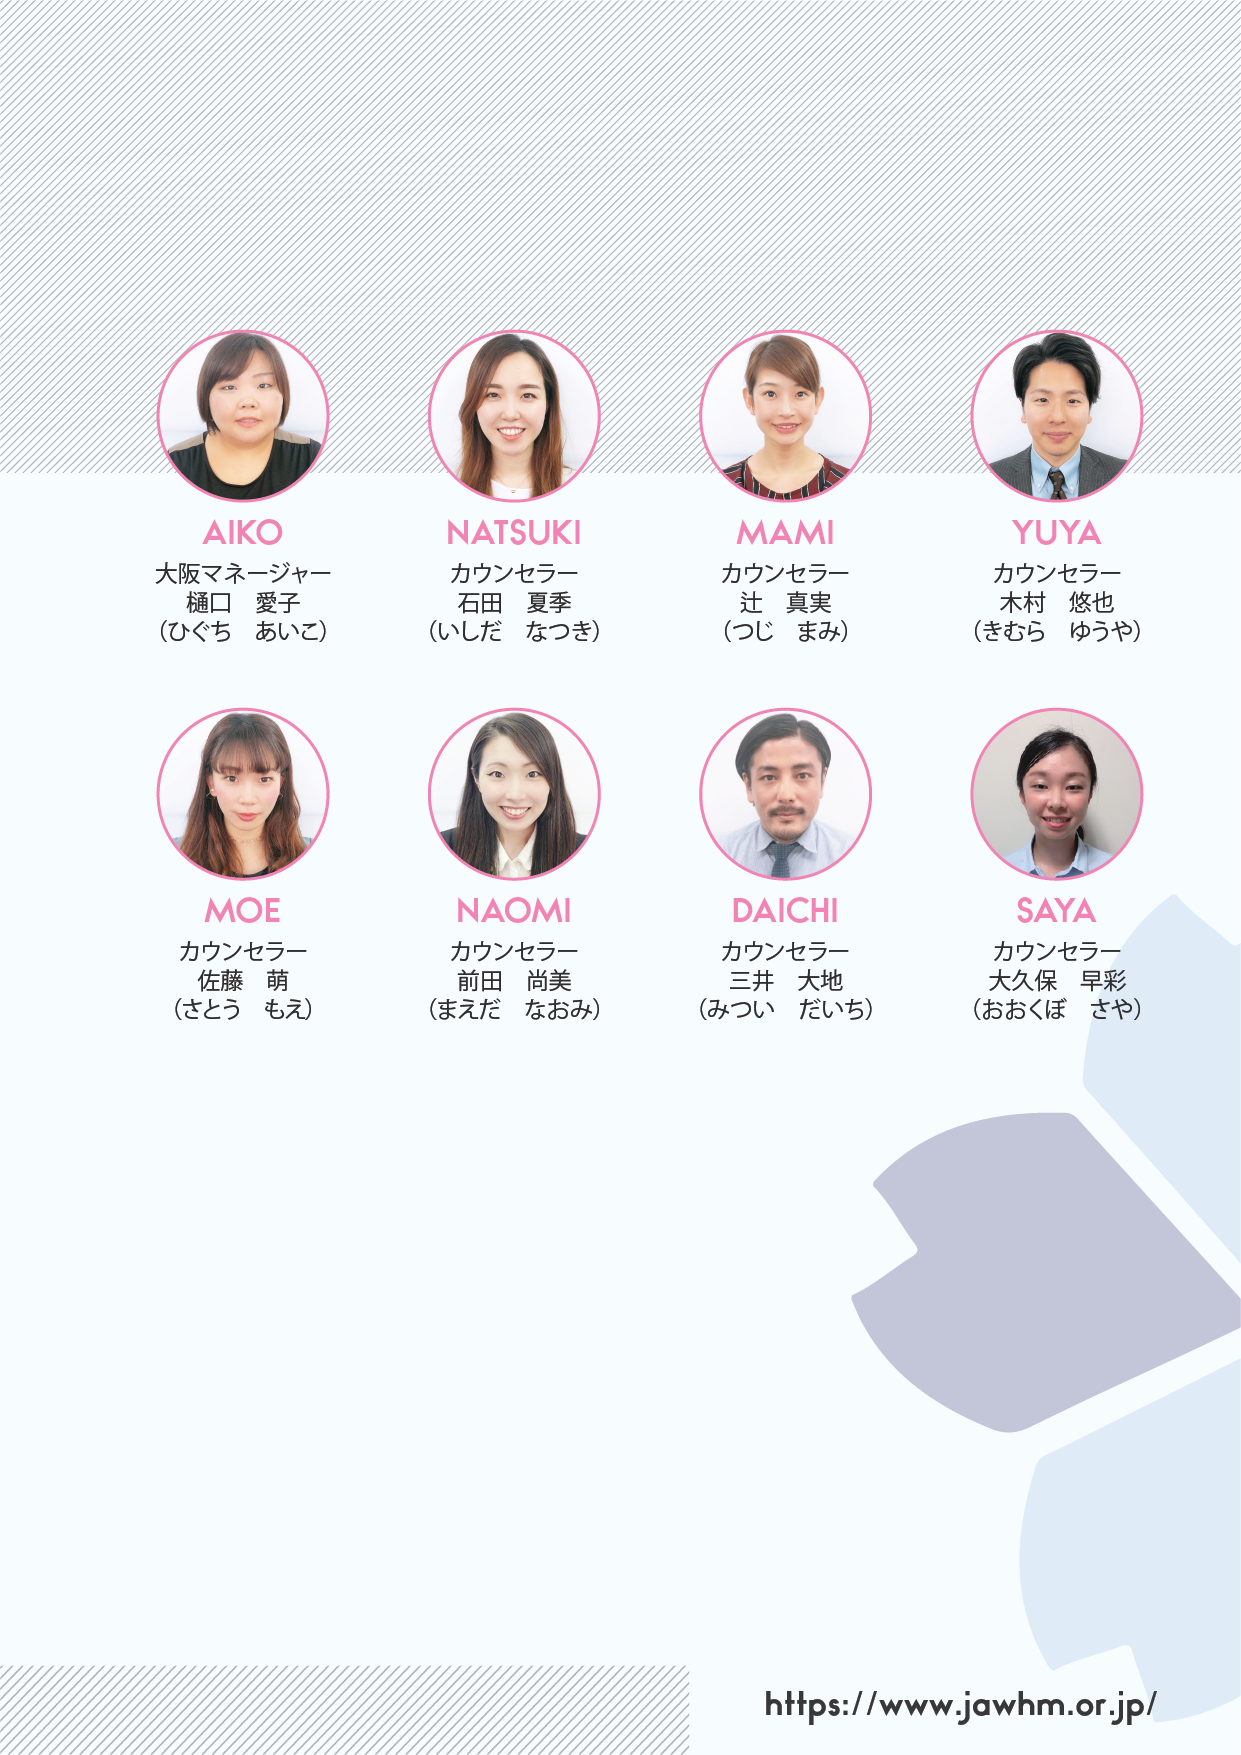 AIKO
大阪マネージャー
樋口　愛子
（ひぐち　あいこ）
NATSUKI
カウンセラー
石田　夏季
（いしだ　なつき）
MAMI
カウンセラー
辻　真実
（つじ　まみ）
YUYA
カウンセラー
木村　悠也
（きむら　ゆうや）
MOE
カウンセラー
佐藤　萌
（さとう　もえ）
NAOMI
カウンセラー
前田　尚美
（まえだ　なおみ）
DAICHI
カウンセラー
三井　大地
（みつい　だいち）
SAYA
カウンセラー
大久保　早彩
（おおくぼ　さや）
https://www.jawhm.or.jp/